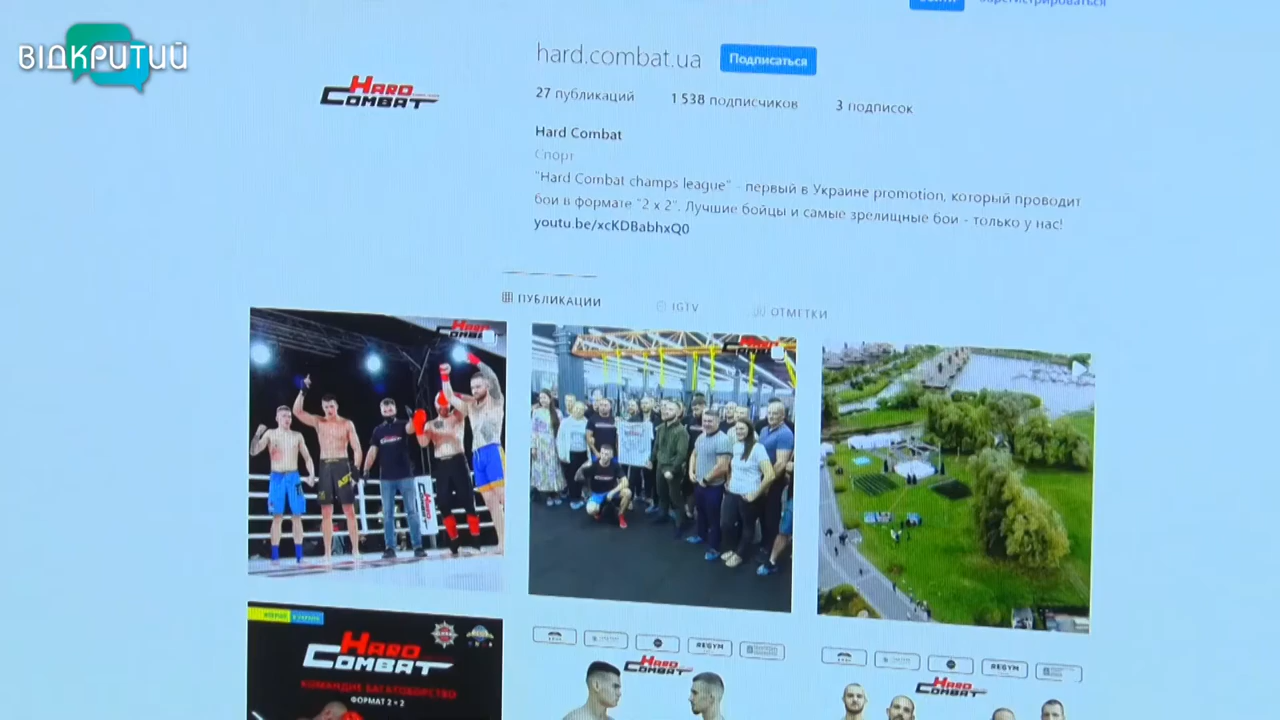 Зарегистрироваться
ВІДКРИТИЙ
hard.combat.ua Подписаться
HARD COMBAT
27 публикаций 1 538 подписчиков 3 подписок
Hard Combat
Спорт
"Hard Combat champs league" - первый в Украине promotion, который проводит
бои в формате "2 x 2". Лучшие бойцы и самые зрелищные бои - только у нас!
youtu.be/xcKDBabhxQ0
ПУБЛИКАЦИИ IGTV ОТМЕТКИ
HARD COMBAT
HARD COMBAT
HARD COMBAT
REGYM
REGYM
HARD
COMBAT
HARD COMBAT
HARD COMBAT
КОМАНДНЕ БАГАТОБОРСТВО
ФОРМАТ 2 × 2